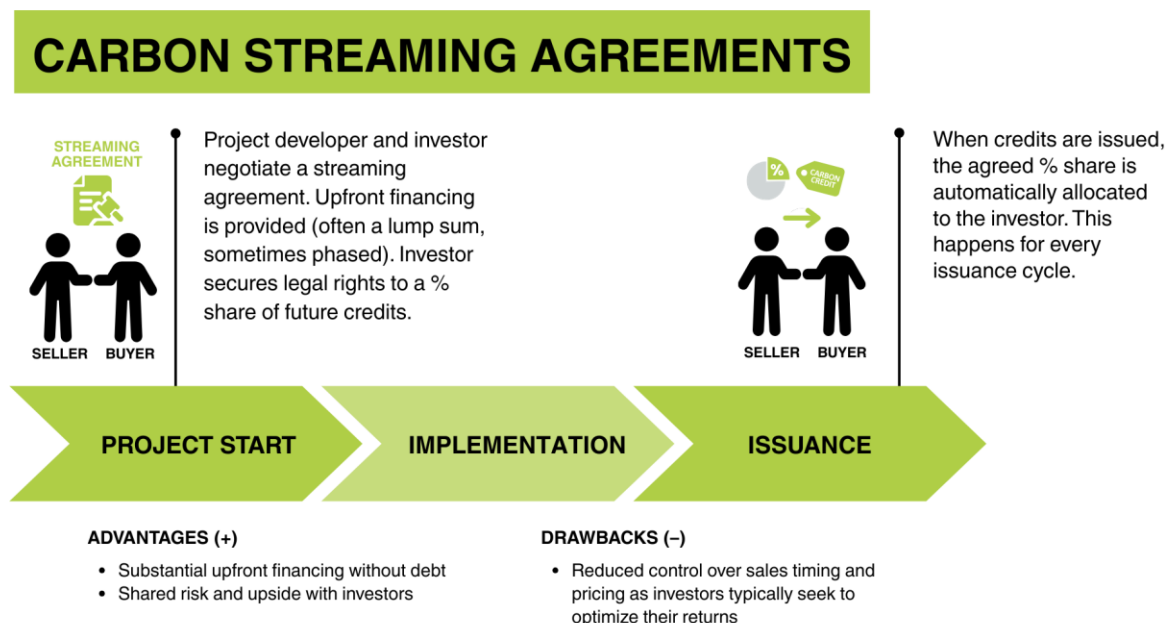 CARBON STREAMING AGREEMENTS
STREAMING
AGREEMENT
SELLER BUYER
Project developer and investor
negotiate a streaming
agreement. Upfront financing
is provided (often a lump sum,
sometimes phased). Investor
secures legal rights to a %
share of future credits.
%
CARBON
CREDIT
SELLER BUYER
When credits are issued,
the agreed % share is
automatically allocated
to the investor. This
happens for every
issuance cycle.
PROJECT START
IMPLEMENTATION
ISSUANCE
ADVANTAGES (+)
• Substantial upfront financing without debt
• Shared risk and upside with investors
DRAWBACKS (–)
• Reduced control over sales timing and
pricing as investors typically seek to
optimize their returns